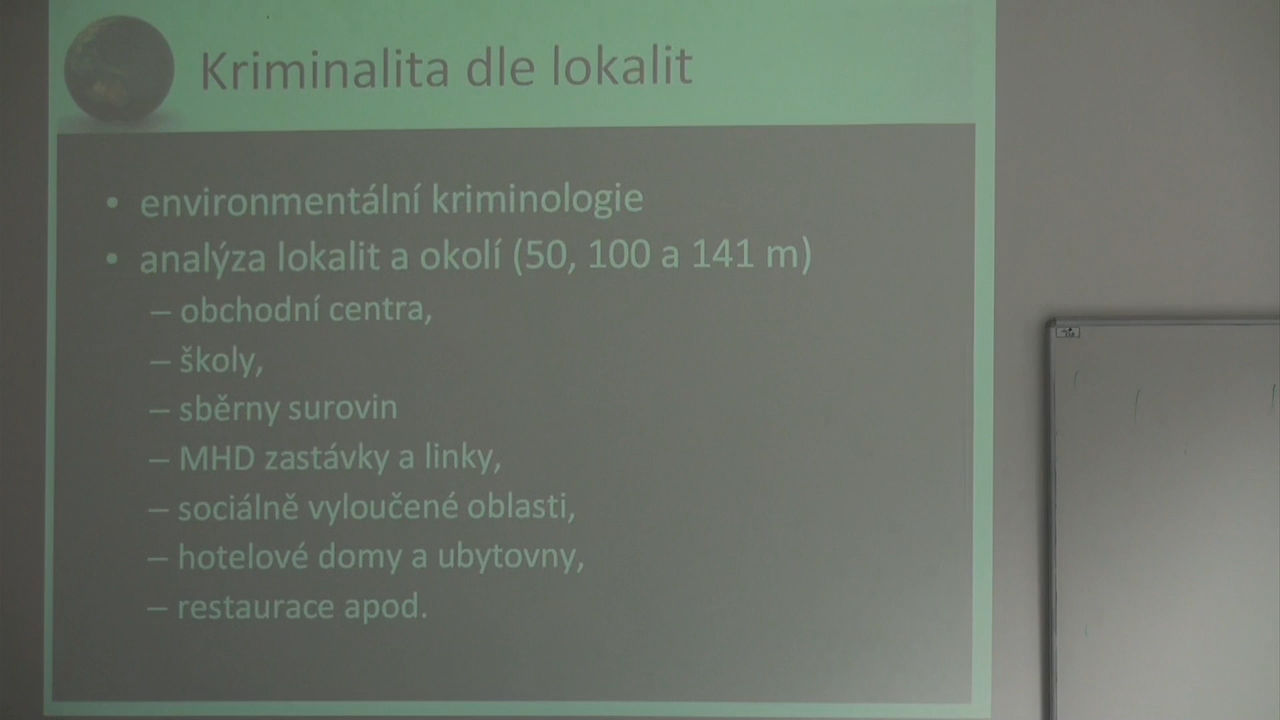 Kriminalita dle lokalit
• environmentální kriminologie
• analýza lokalit a okolí (50, 100 a 141 m)
– obchodní centra,
– školy,
– sběrny surovin
– MHD zastávky a linky,
– sociálně vyloučené oblasti,
– hotelové domy a ubytovny,
– restaurace apod.